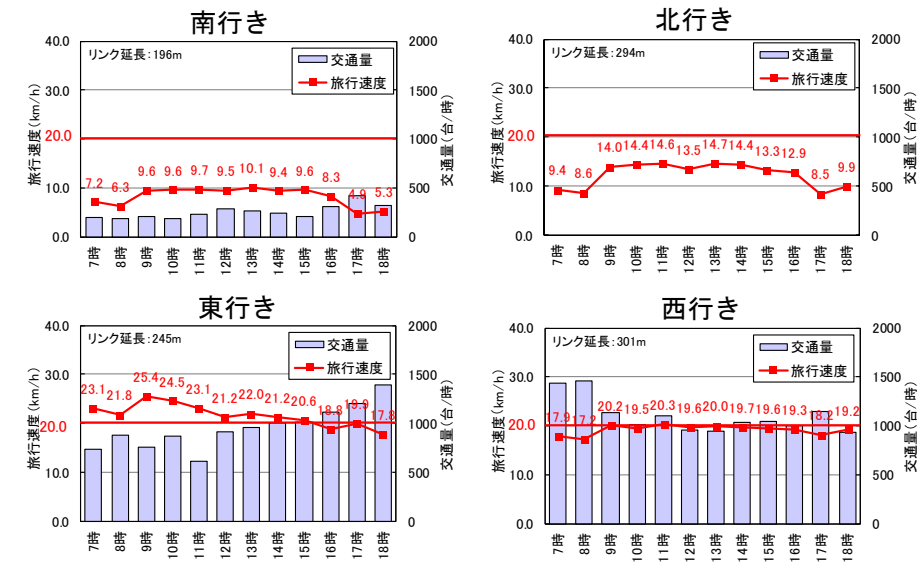 南行き
リンク延長:196m
交通量
旅行速度
旅行速度(km/h)
交通量(台/時)
40.0
30.0
20.0
10.0
0.0
2000
1500
1000
500
0
7.2 6.3 9.6 9.6 9.7 9.5 10.1 9.4 9.6 8.3 4.9 5.3
7時 8時 9時 10時 11時 12時 13時 14時 15時 16時 17時 18時
北行き
リンク延長:294m
交通量
旅行速度
旅行速度(km/h)
交通量(台/時)
40.0
30.0
20.0
10.0
0.0
2000
1500
1000
500
0
9.4 8.6 14.0 14.4 14.6 13.5 14.7 14.4 13.3 12.9 8.5 9.9
7時 8時 9時 10時 11時 12時 13時 14時 15時 16時 17時 18時
東行き
リンク延長:245m
交通量
旅行速度
旅行速度(km/h)
交通量(台/時)
40.0
30.0
20.0
10.0
0.0
2000
1500
1000
500
0
23.1 21.8 25.4 24.5 23.1 21.2 22.0 21.2 20.6 18.8 19.9 17.8
7時 8時 9時 10時 11時 12時 13時 14時 15時 16時 17時 18時
西行き
リンク延長:301m
交通量
旅行速度
旅行速度(km/h)
交通量(台/時)
40.0
30.0
20.0
10.0
0.0
2000
1500
1000
500
0
17.9 17.2 20.2 19.5 20.3 19.6 20.0 19.7 19.6 19.3 18.2 19.2
7時 8時 9時 10時 11時 12時 13時 14時 15時 16時 17時 18時